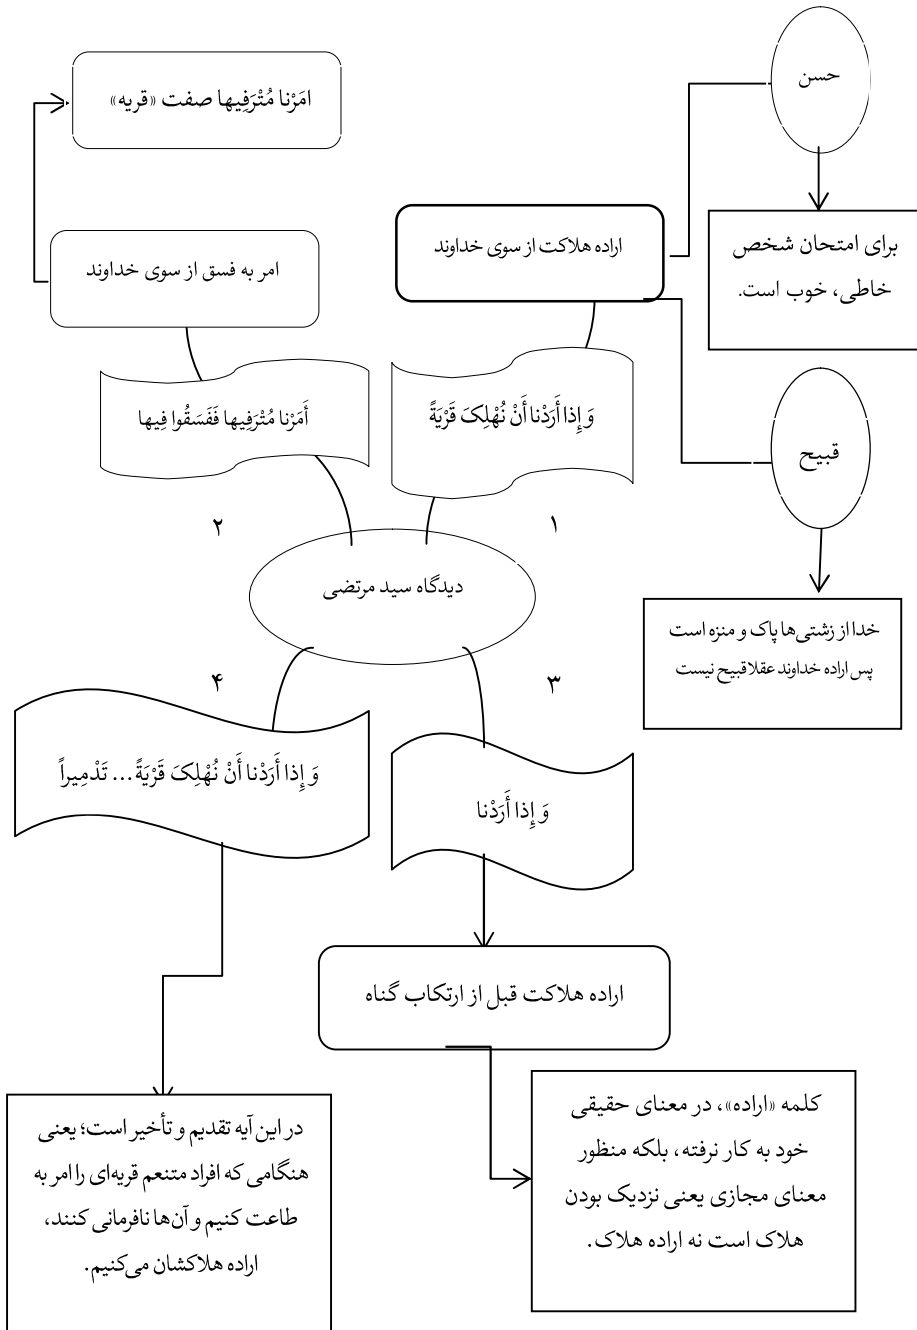 حسن
امَرْنا مُتْرَفِيها صفت «قریه»
برای امتحان شخص
خاطی، خوب است.
اراده هلاکت از سوی خداوند
امر به فسق از سوی خداوند
وَ إِذا أَرَدْنا أَنْ نُهْلِکَ قَرْيَةً
أَمَرْنا مُتْرَفِيها فَفَسَقُوا فِيها
قبیح
۱
۲
دیدگاه سید مرتضی
خدا از زشتی‌ها پاک و منزه است
پس اراده خداوند عقلا قبیح نیست
۳
۴
وَ إِذا أَرَدْنا
وَ إِذا أَرَدْنا أَنْ نُهْلِکَ قَرْيَةً... تَدْمِيراً
اراده هلاکت قبل از ارتکاب گناه
کلمه «اراده»، در معنای حقیقی
خود به کار نرفته، بلکه منظور
معنای مجازی یعنی نزدیک بودن
هلاک است نه اراده هلاک.
در این آیه تقدیم و تأخیر است؛ یعنی
هنگامی که افراد متنعم قریه‌ای را امر به
طاعت کنیم و آن‌ها نافرمانی کنند،
اراده هلاکشان می‌کنیم.